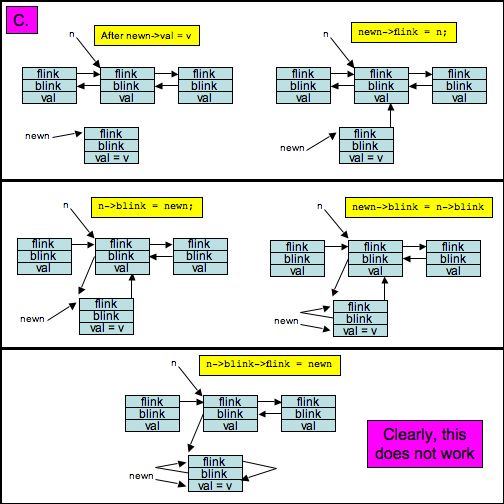 C.
n
After newn->val = v
flink flink flink
blink blink blink
val val val
newn
flink
blink
val = v
n
newn->flink = n;
flink flink flink
blink blink blink
val val val
newn
flink
blink
val = v
n
n->blink = newn;
flink flink flink
blink blink blink
val val val
newn
flink
blink
val = v
n
newn->blink = n->blink
flink flink flink
blink blink blink
val val val
newn
flink
blink
val = v
n
n->blink->flink = newn
flink flink flink
blink blink blink
val val val
newn
flink
blink
val = v
Clearly, this
does not work